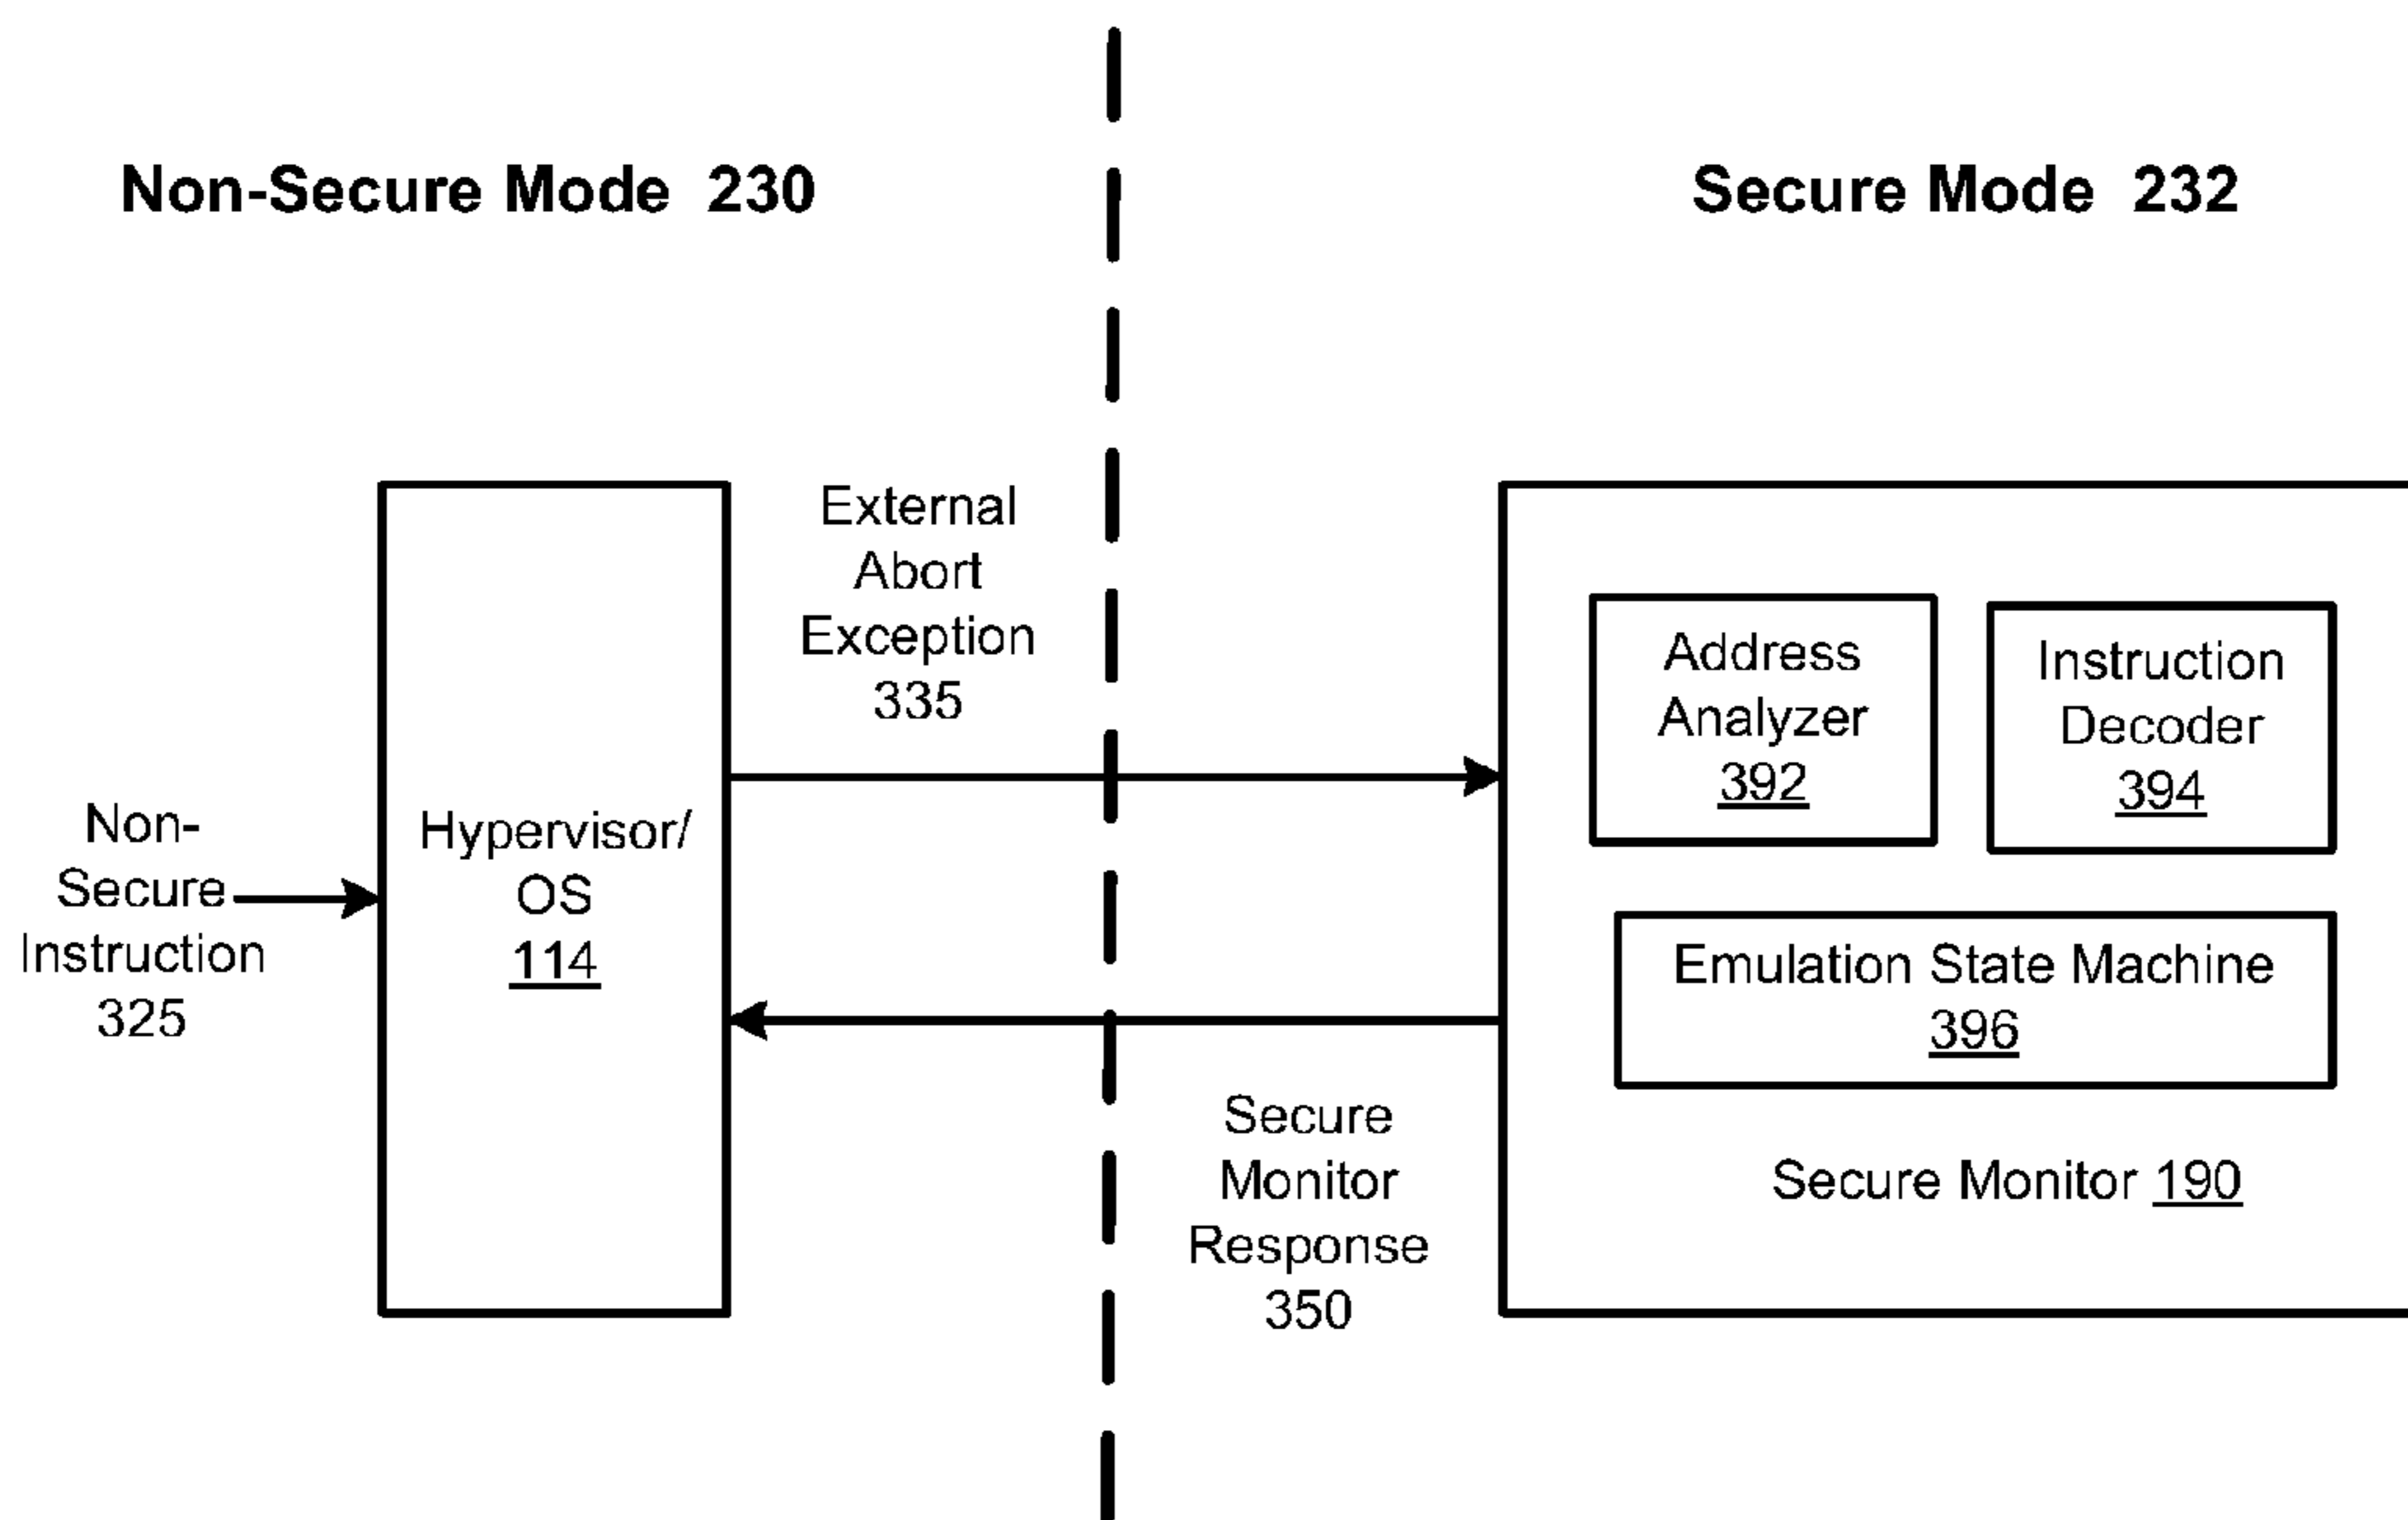 Non-Secure Mode 230
Secure Mode 232
External
Abort
Exception
335
Non-
Secure
Instruction
325
Hypervisor/
OS
114
Address
Analyzer
392
Instruction
Decoder
394
Emulation State Machine
396
Secure
Monitor
Response
350
Secure Monitor 190